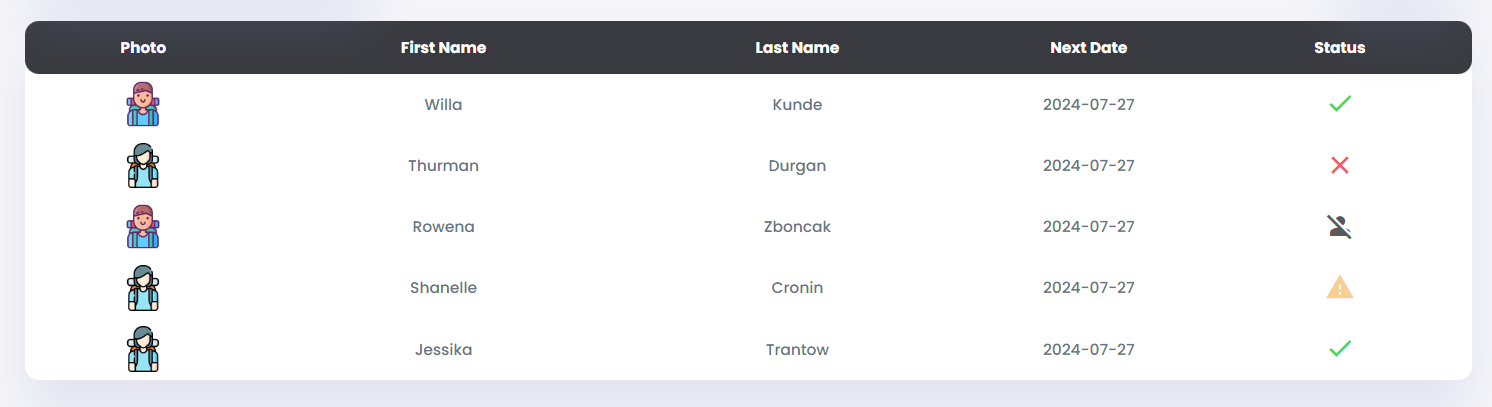 Photo First Name Last Name Next Date Status
Willa Kunde 2024-07-27
Thurman Durgan 2024-07-27
Rowena Zboncak 2024-07-27
Shanelle Cronin 2024-07-27
Jessika Trantow 2024-07-27